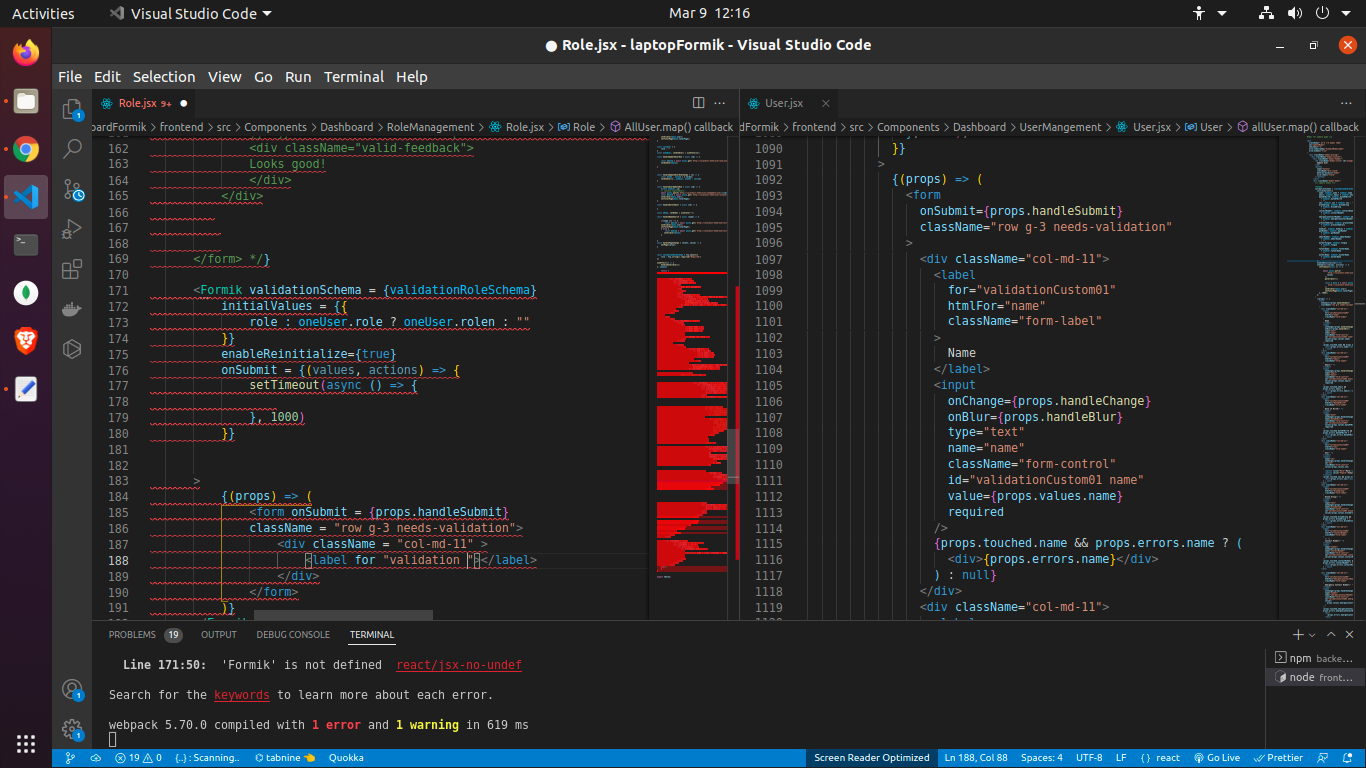 Activities
Visual Studio Code
Mar 9 12:16
● Role.jsx - laptopFormik - Visual Studio Code
File Edit Selection View Go Run Terminal Help
Role.jsx 9+ ●
User.jsx ×
boardFormik > frontend > src > Components > Dashboard > RoleManagement > Role.jsx > Role > AllUser.map() callback
162 <div className="valid-feedback">
163 Looks good!
164 </div>
165 </div>
166
167
168
169 </form> */}
170
171 <Formik validationSchema = {validationRoleSchema}
172 initialValues = {{
173 role : oneUser.role ? oneUser.rolen : ""
174 }}
175 enableReinitialize={true}
176 onSubmit = {(values, actions) => {
177 setTimeout(async () => {
178
179 }, 1000)
180 }}
181
182
183 >
184 {(props) => (
185 <form onSubmit = {props.handleSubmit}
186 className = "row g-3 needs-validation">
187 <div className = "col-md-11" >
188 <label for "validation "></label>
189 </div>
190 </form>
191 )}
dFormik > frontend > src > Components > Dashboard > UserMangement > User.jsx > User > allUser.map() callback
1090 }}
1091 >
1092 {(props) => (
1093 <form
1094 onSubmit={props.handleSubmit}
1095 className="row g-3 needs-validation"
1096 >
1097 <div className="col-md-11">
1098 <label
1099 for="validationCustom01"
1100 htmlFor="name"
1101 className="form-label"
1102 >
1103 Name
1104 </label>
1105 <input
1106 onChange={props.handleChange}
1107 onBlur={props.handleBlur}
1108 type="text"
1109 name="name"
1110 className="form-control"
1111 id="validationCustom01 name"
1112 value={props.values.name}
1113 required
1114 />
1115 {props.touched.name && props.errors.name ? (
1116 <div>{props.errors.name}</div>
1117 ) : null}
1118 </div>
1119 <div className="col-md-11">
PROBLEMS 19 OUTPUT DEBUG CONSOLE TERMINAL
Line 171:50: 'Formik' is not defined react/jsx-no-undef
Search for the keywords to learn more about each error.
webpack 5.70.0 compiled with 1 error and 1 warning in 619 ms
npm backe...
node front...
19 0 {..} : Scanning.. tabnine Quokka
Screen Reader Optimized Ln 188, Col 88 Spaces: 4 UTF-8 LF { } react Go Live Prettier